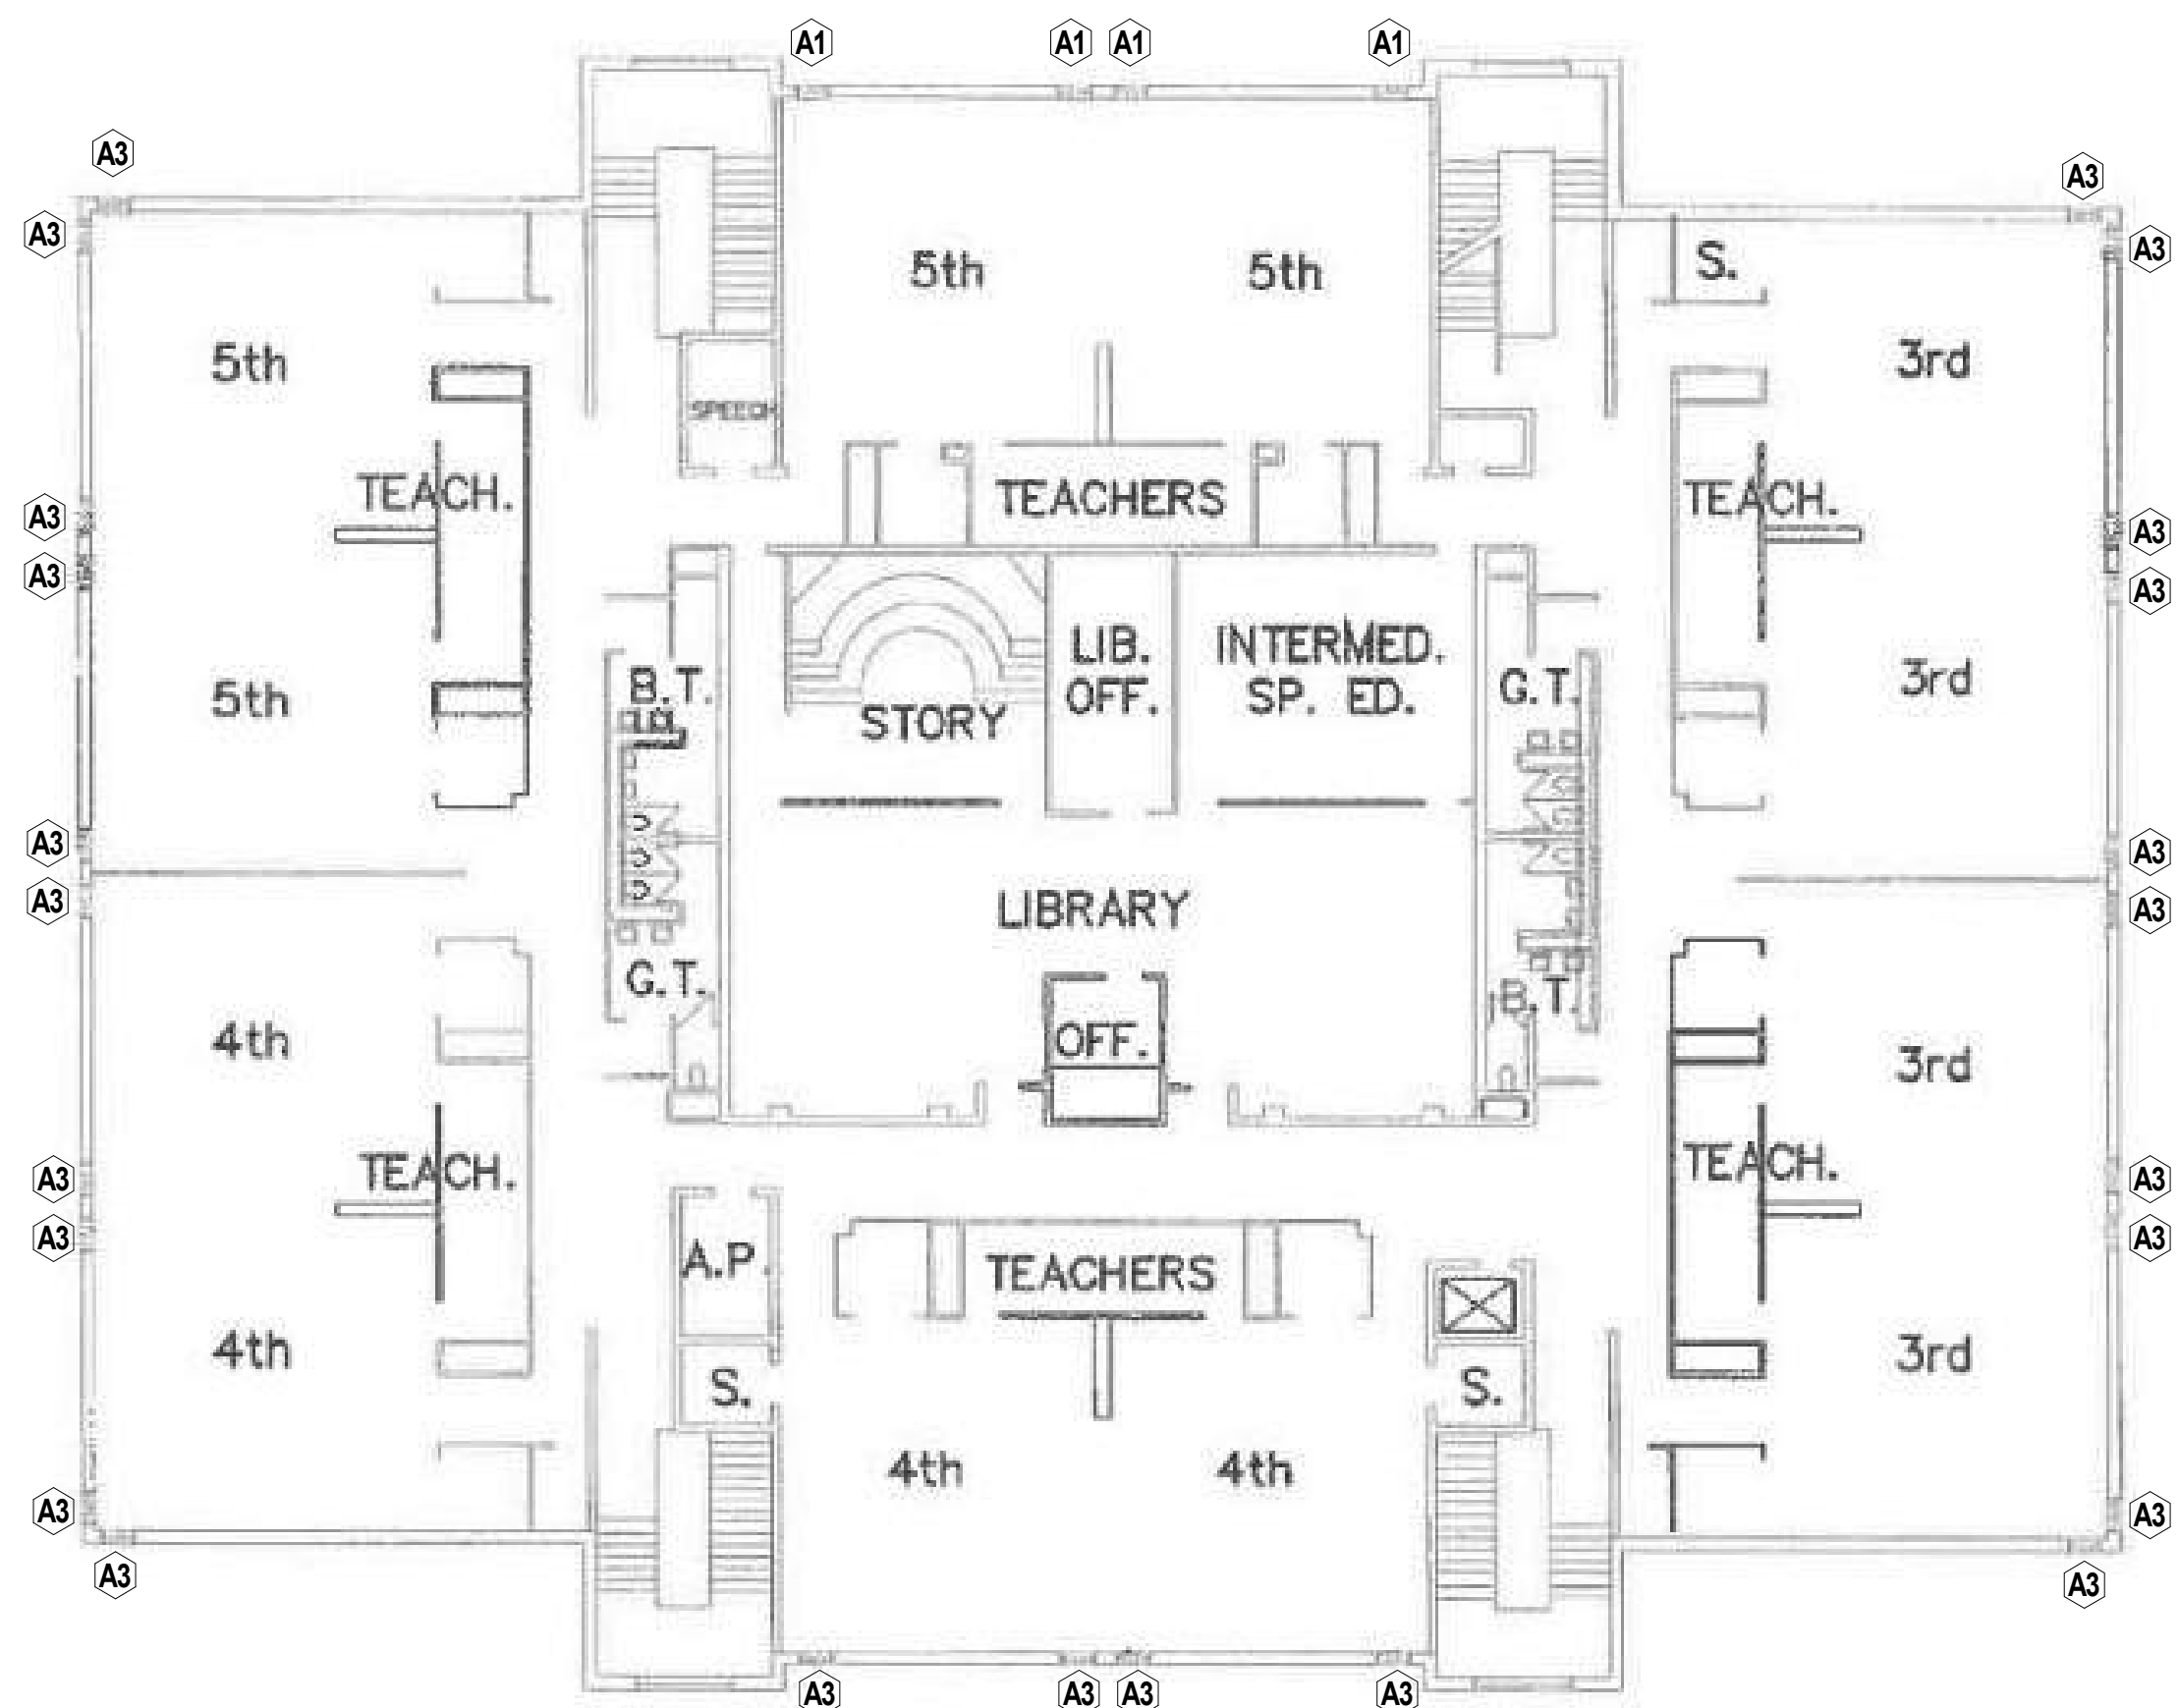 A1 A1 A1 A1
A3 A3
A3 A3
5th 5th S.
5th 3rd
SPEECH
TEACH. TEACHERS TEACH.
A3 A3
A3 A3
LIB. INTERMED.
OFF. SP. ED.
B.T. G.T.
5th STORY 3rd
A3 A3
A3 A3
LIBRARY
G.T. B.T.
4th OFF. 3rd
TEACH. TEACH.
A3 A3
A3 A3
A.P. TEACHERS
4th 3rd
S. S.
4th 4th
A3 A3
A3 A3
A3 A3 A3 A3